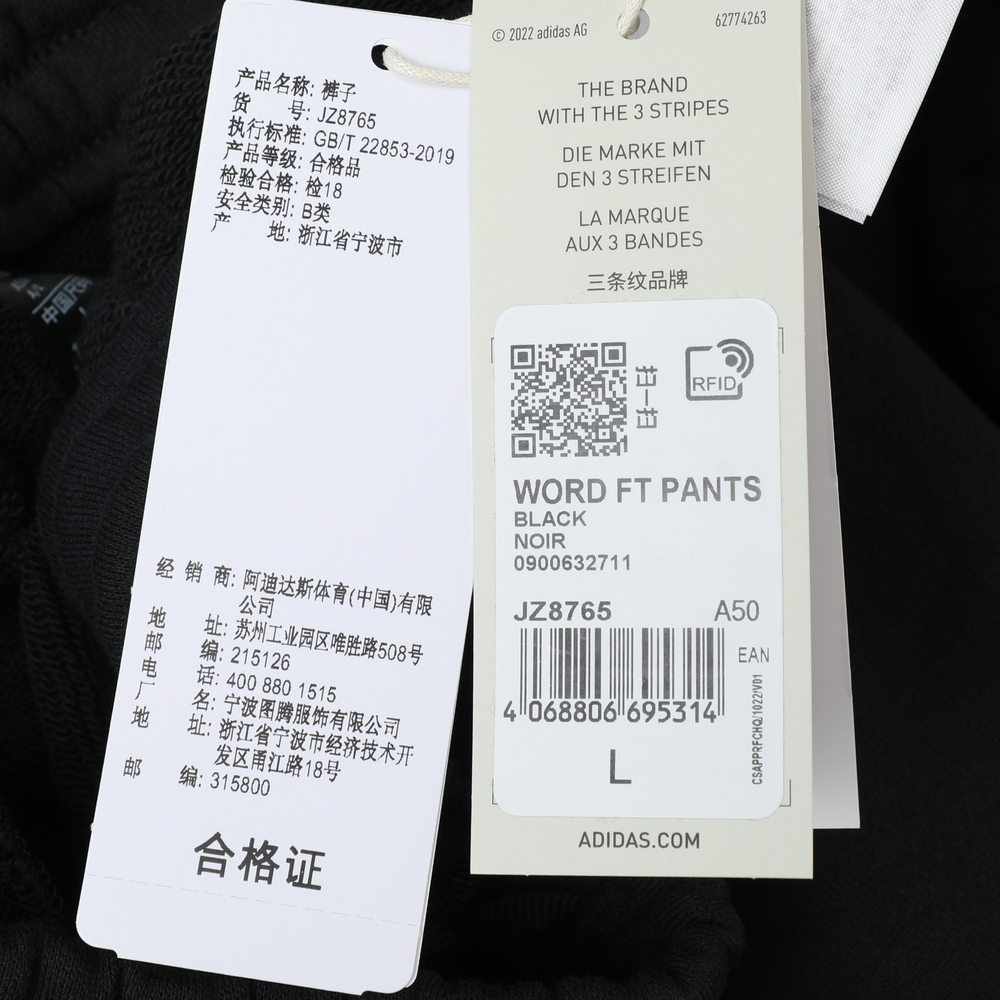 产品名称: 裤子
货 号: JZ8765
执行标准: GB/T 22853-2019
产品等级: 合格品
检验合格: 检18
安全类别: B类
产 地: 浙江省宁波市
经 销 商: 阿迪达斯体育(中国)有限
公司
地 址: 苏州工业园区唯胜路508号
邮 编: 215126
电 话: 400 880 1515
厂 名: 宁波图腾服饰有限公司
地 址: 浙江省宁波市经济技术开
发区甬江路18号
邮 编: 315800
合格证
© 2022 adidas AG
62774263
THE BRAND
WITH THE 3 STRIPES
DIE MARKE MIT
DEN 3 STREIFEN
LA MARQUE
AUX 3 BANDES
三条纹品牌
扫一扫
RFID
WORD FT PANTS
BLACK
NOIR
0900632711
JZ8765 A50
EAN
4 068806 695314
CSAPPRFCHQ/1022/V01
L
ADIDAS.COM